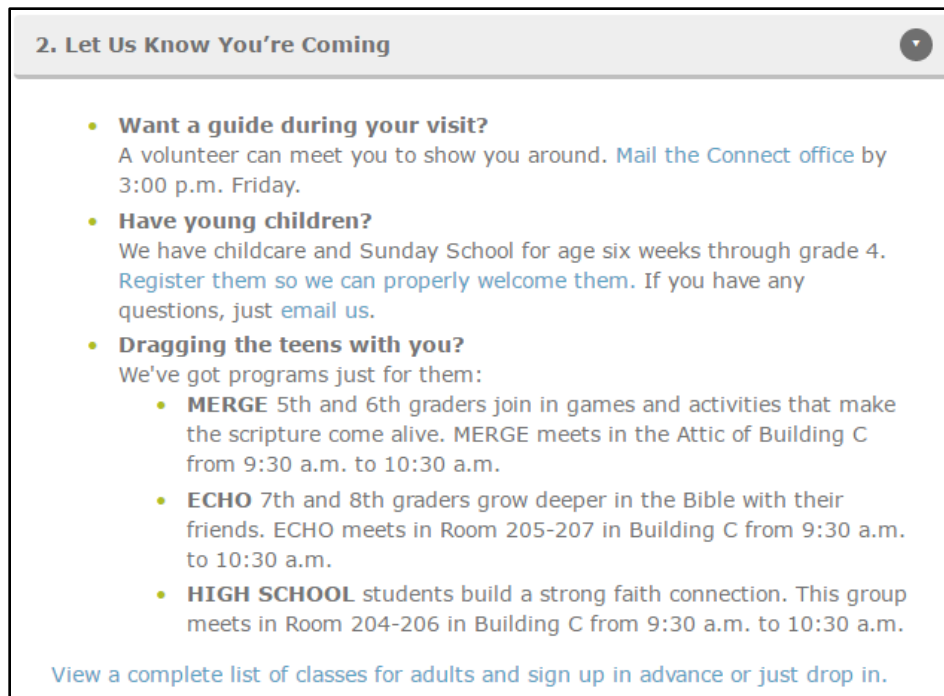 2. Let Us Know You’re Coming
• Want a guide during your visit?
A volunteer can meet you to show you around. Mail the Connect office by
3:00 p.m. Friday.
• Have young children?
We have childcare and Sunday School for age six weeks through grade 4.
Register them so we can properly welcome them. If you have any
questions, just email us.
• Dragging the teens with you?
We've got programs just for them:
• MERGE 5th and 6th graders join in games and activities that make
the scripture come alive. MERGE meets in the Attic of Building C
from 9:30 a.m. to 10:30 a.m.
• ECHO 7th and 8th graders grow deeper in the Bible with their
friends. ECHO meets in Room 205-207 in Building C from 9:30 a.m.
to 10:30 a.m.
• HIGH SCHOOL students build a strong faith connection. This group
meets in Room 204-206 in Building C from 9:30 a.m. to 10:30 a.m.
View a complete list of classes for adults and sign up in advance or just drop in.